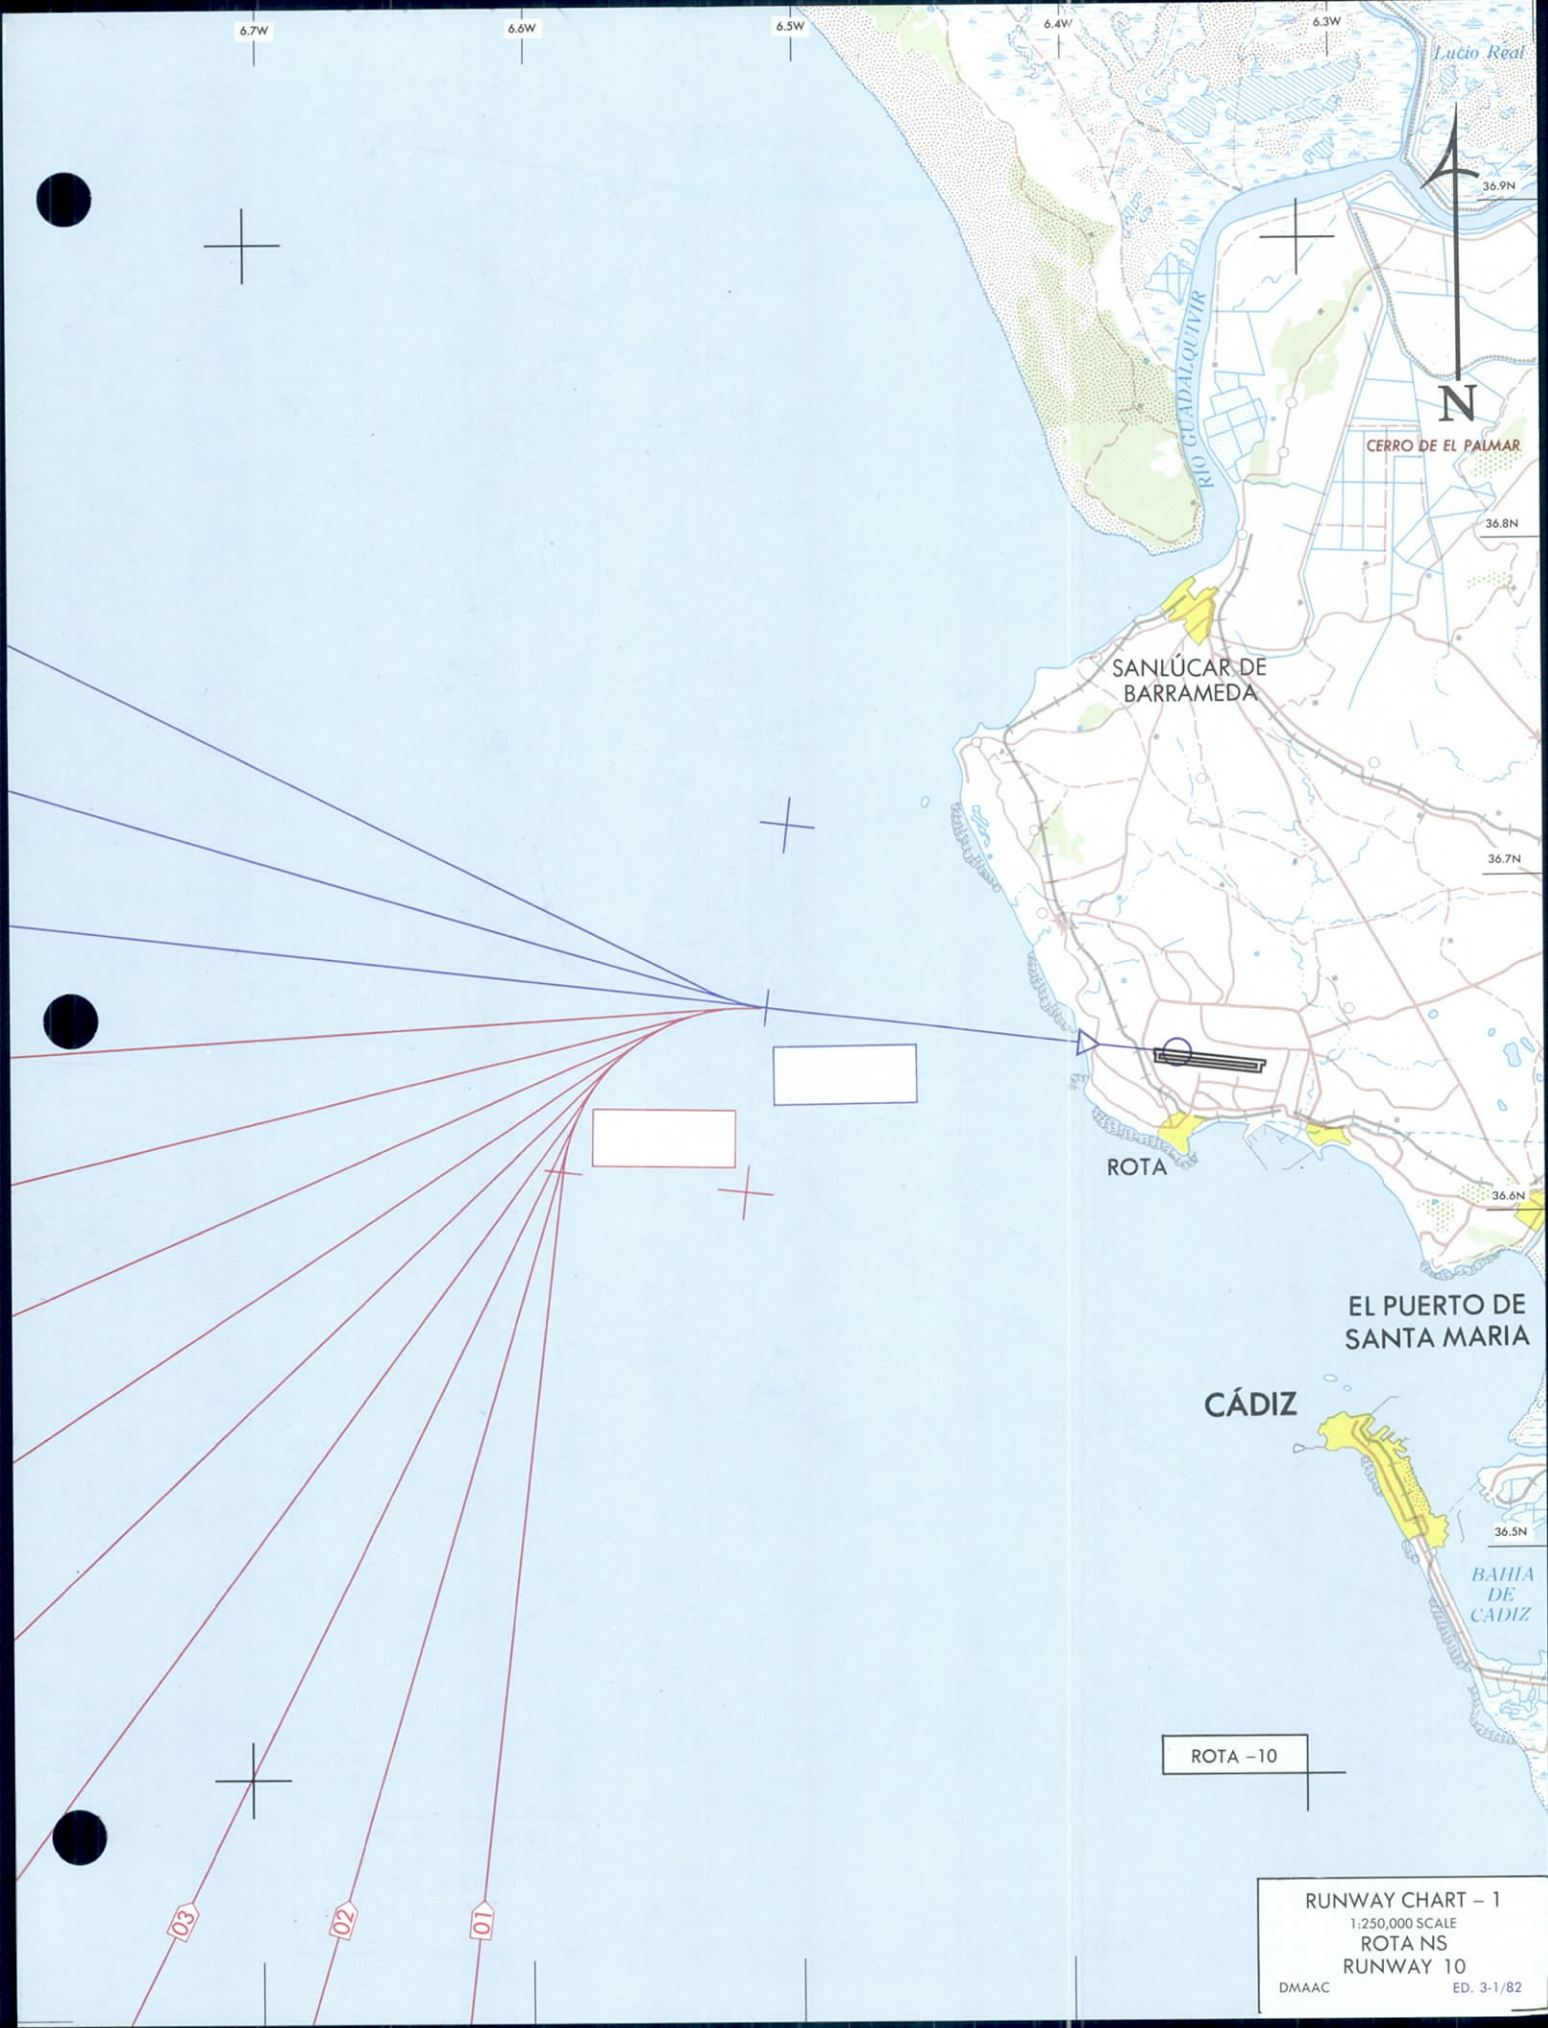 6.7W
6.6W
6.5W
6.4W
6.3W
Lucio Real
36.9N
RIO GUADALQUIVIR
N
CERRO DE EL PALMAR
36.8N
SANLÚCAR DE
BARRAMEDA
36.7N
ROTA
36.6N
EL PUERTO DE
SANTA MARIA
CÁDIZ
36.5N
BAHÍA
DE
CADIZ
ROTA –10
03
02
01
RUNWAY CHART – 1
1:250,000 SCALE
ROTA NS
RUNWAY 10
DMAAC
ED. 3-1/82